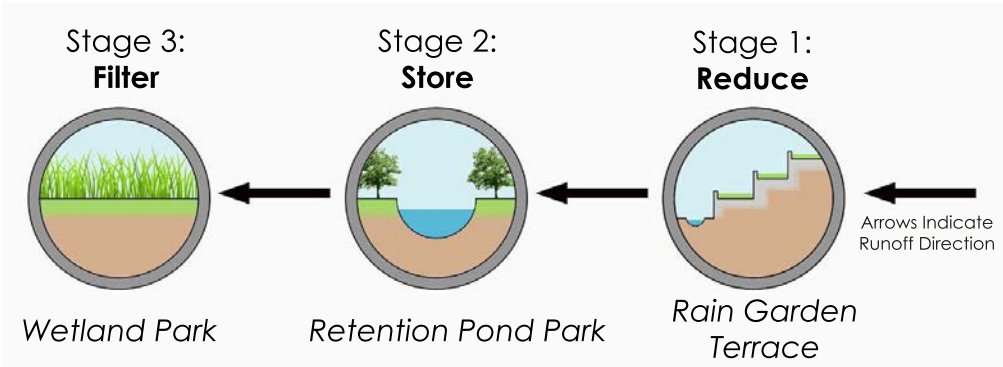 Stage 3:
Filter
Stage 2:
Store
Stage 1:
Reduce
Arrows Indicate
Runoff Direction
Wetland Park
Retention Pond Park
Rain Garden
Terrace